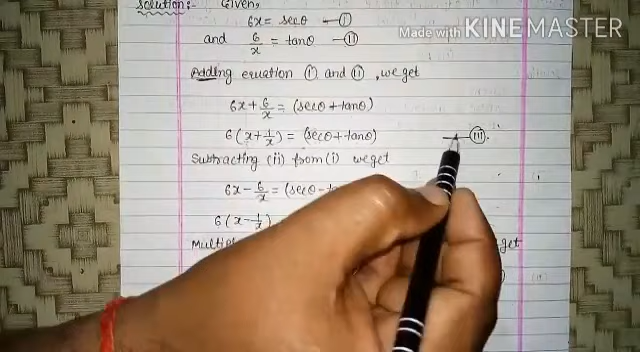 Made with KINEMASTER
Solution:- Given,
6x = secθ — (i)
and 6/x = tanθ — (ii)
Adding equation (i) and (ii), we get
6x + 6/x = (secθ + tanθ)
6(x + 1/x) = (secθ + tanθ) — (iii).
Subtracting (ii) from (i) we get
6x - 6/x = (secθ -
6(x - 1/x)
get